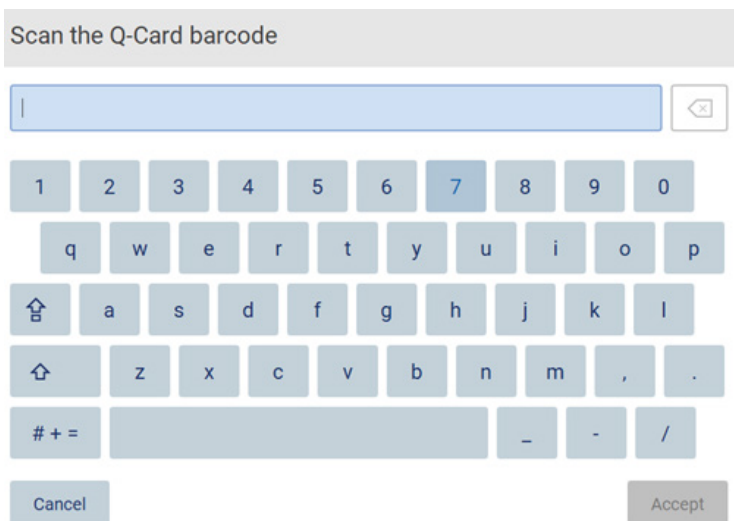 Scan the Q-Card barcode
1 2 3 4 5 6 7 8 9 0
q w e r t y u i o p
a s d f g h j k l
z x c v b n m , .
# + = _ - /
Cancel Accept